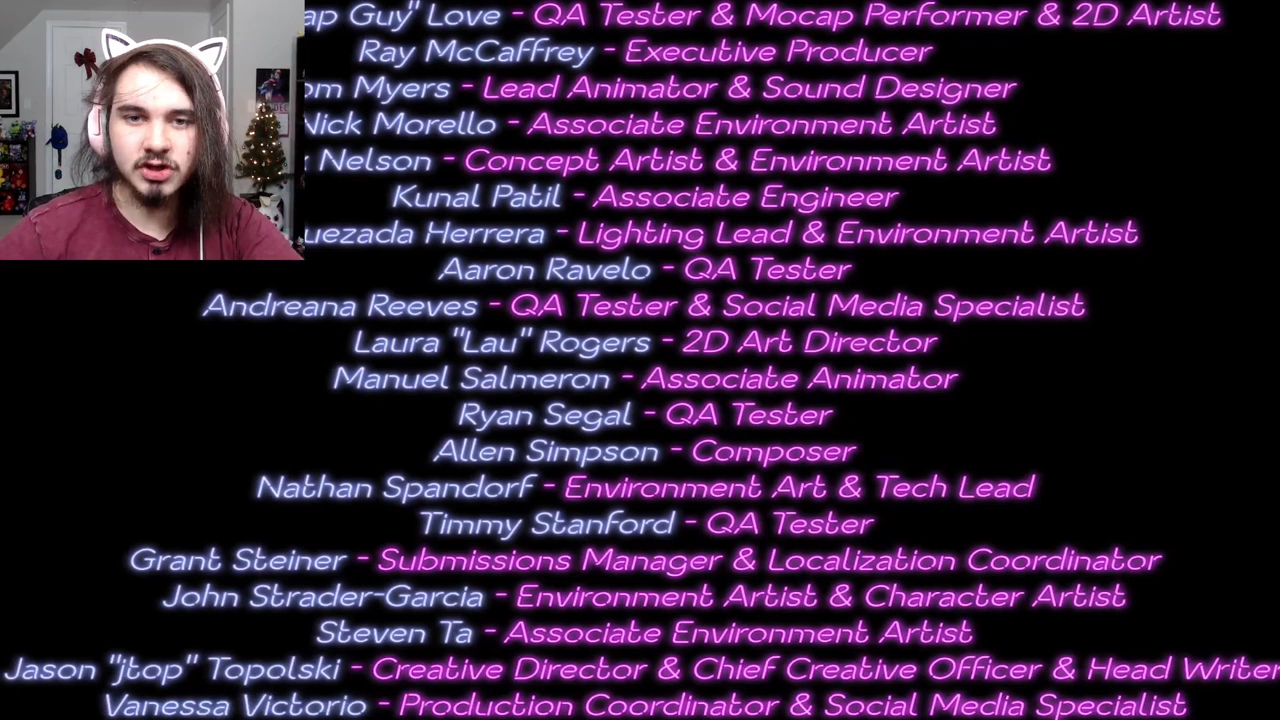 Guy" Love - QA Tester & Mocap Performer & 2D Artist
Ray McCaffrey - Executive Producer
Myers - Lead Animator & Sound Designer
Nick Morello - Associate Environment Artist
Nelson - Concept Artist & Environment Artist
Kunal Patil - Associate Engineer
Herrera - Lighting Lead & Environment Artist
Aaron Ravelo - QA Tester
Andreana Reeves - QA Tester & Social Media Specialist
Laura "Lau" Rogers - 2D Art Director
Manuel Salmeron - Associate Animator
Ryan Segal - QA Tester
Allen Simpson - Composer
Nathan Spandorf - Environment Art & Tech Lead
Timmy Stanford - QA Tester
Grant Steiner - Submissions Manager & Localization Coordinator
John Strader-Garcia - Environment Artist & Character Artist
Steven Ta - Associate Environment Artist
Jason "jtop" Topolski - Creative Director & Chief Creative Officer & Head Writer
Vanessa Victorio - Production Coordinator & Social Media Specialist